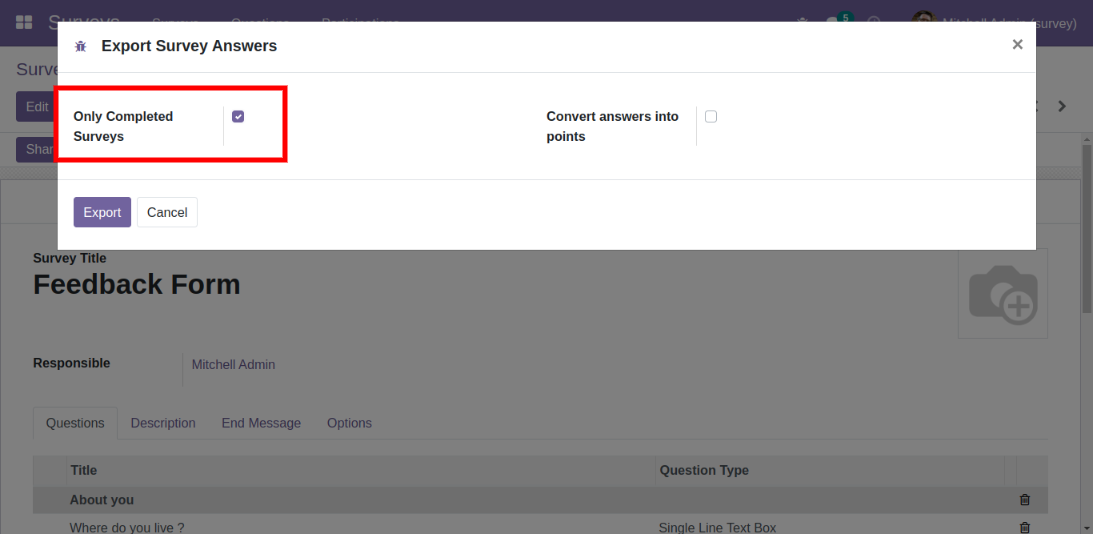 Surveys Surveys Questions Participations 5 Mitchell Admin (survey)
Export Survey Answers ×
Only Completed
Surveys
Convert answers into
points
Edit
Export Cancel
Survey Title
Feedback Form
Responsible Mitchell Admin
Questions Description End Message Options
Title Question Type
About you
Where do you live ? Single Line Text Box